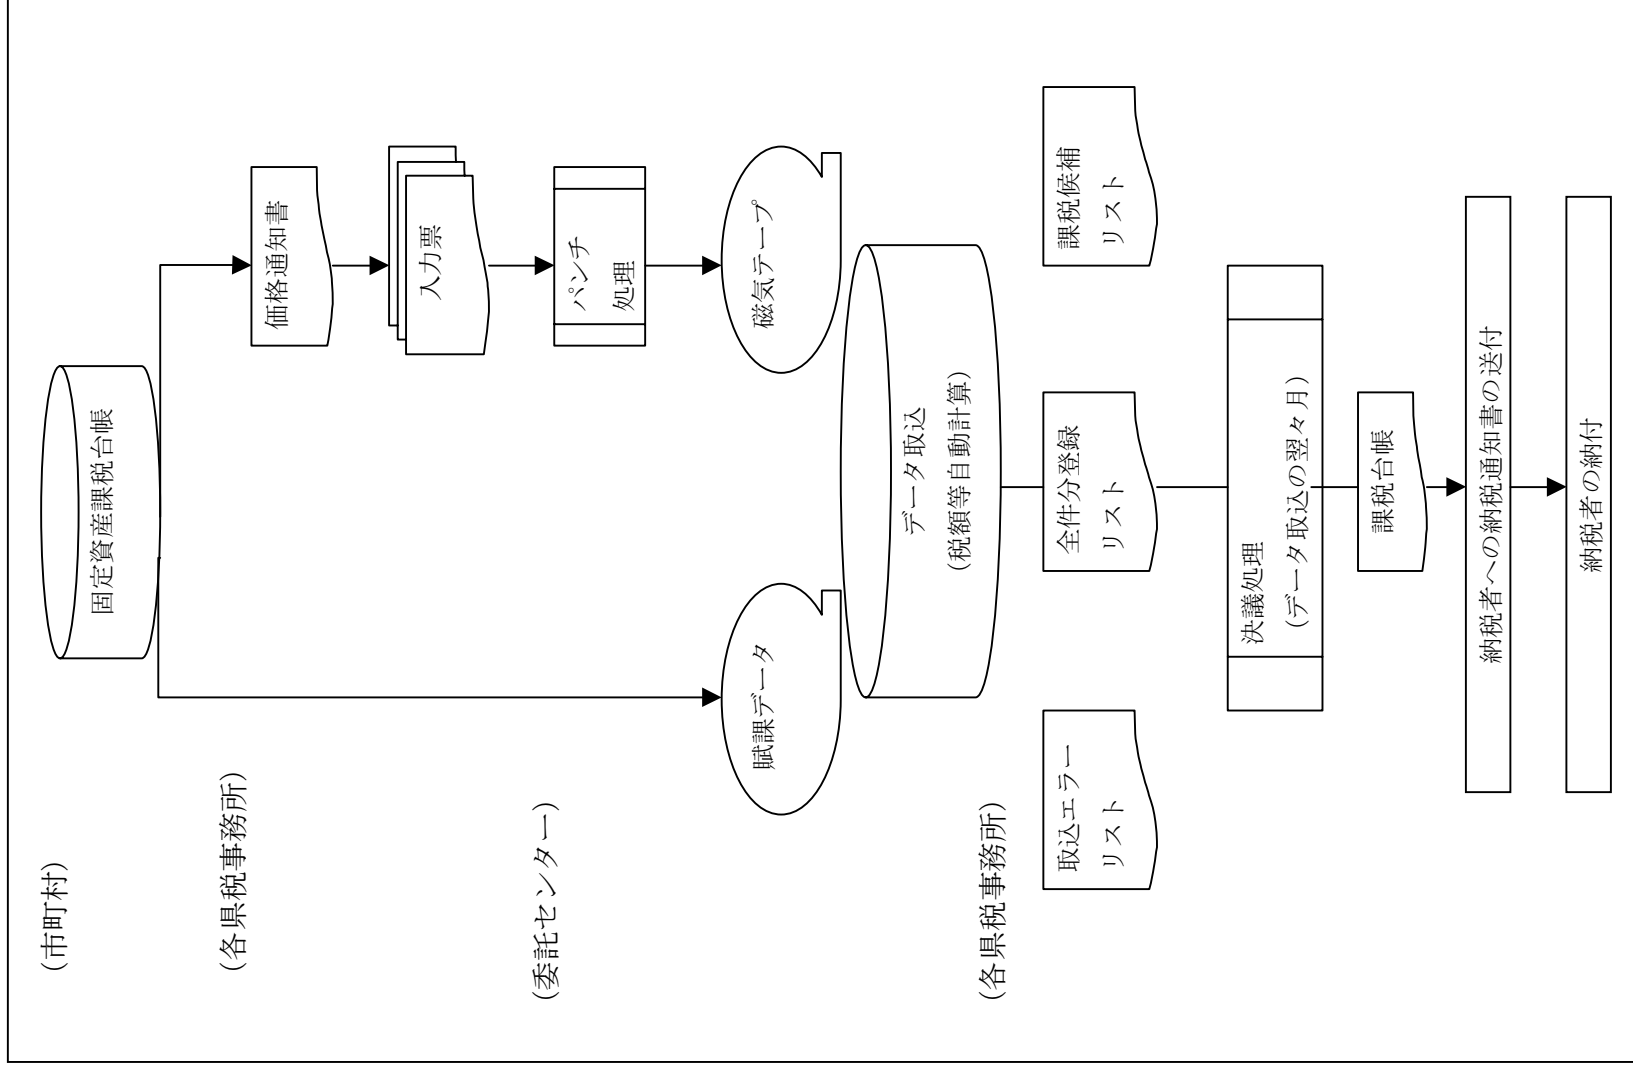 (市町村)
固定資産課税台帳
(各県税事務所)
価格通知書
入力票
(委託センター)
パンチ
処理
賦課データ
磁気テープ
データ取込
(税額等自動計算)
(各県税事務所)
取込エラー
リスト
全件分登録
リスト
課税候補
リスト
決議処理
(データ取込の翌々月)
課税台帳
納税者への納税通知書の送付
納税者の納付